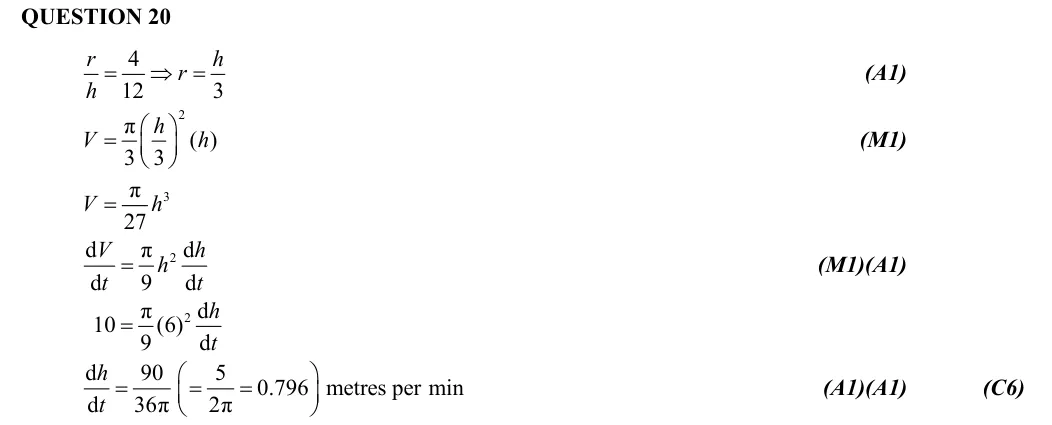 QUESTION 20
r/h = 4/12 ⇒ r = h/3 (A1)
V = π/3 (h/3)² (h) (M1)
V = π/27 h³
dV/dt = π/9 h² dh/dt (M1)(A1)
10 = π/9 (6)² dh/dt
dh/dt = 90/36π (= 5/2π = 0.796) metres per min (A1)(A1) (C6)